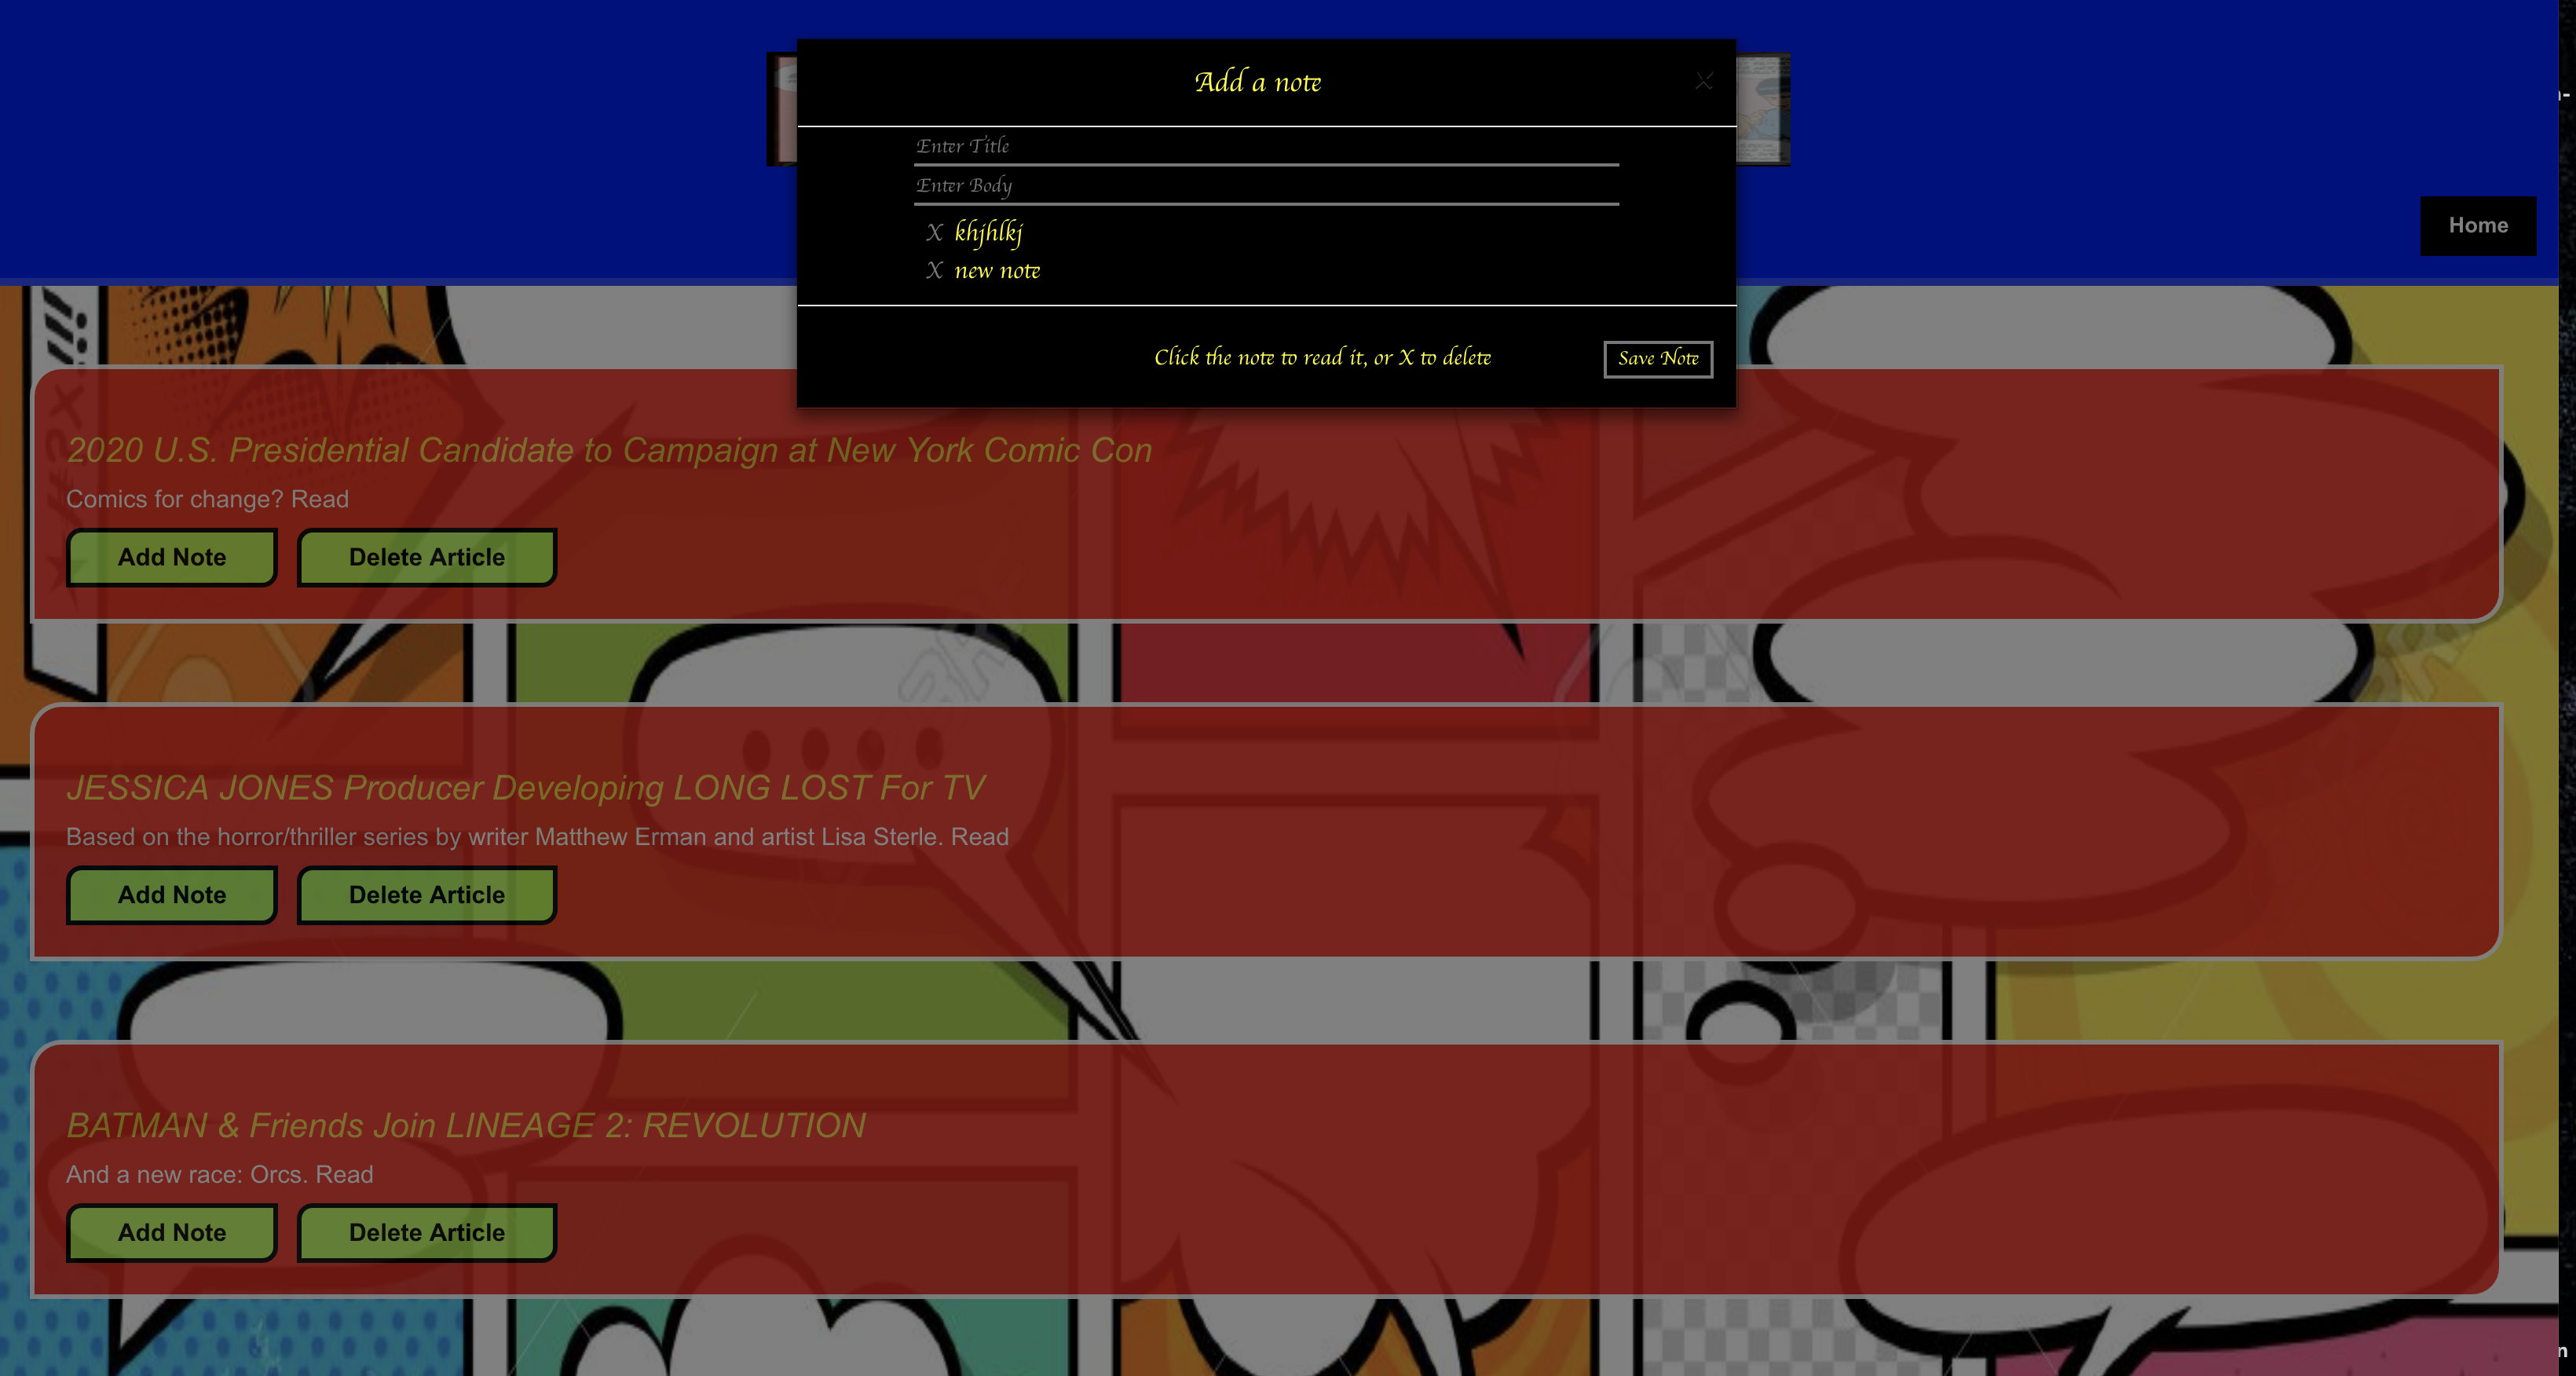 Add a note X
Enter Title
Enter Body
X khjhlkj
X new note
Click the note to read it, or X to delete Save Note
Home
2020 U.S. Presidential Candidate to Campaign at New York Comic Con
Comics for change? Read
Add Note Delete Article
JESSICA JONES Producer Developing LONG LOST For TV
Based on the horror/thriller series by writer Matthew Erman and artist Lisa Sterle. Read
Add Note Delete Article
BATMAN & Friends Join LINEAGE 2: REVOLUTION
And a new race: Orcs. Read
Add Note Delete Article